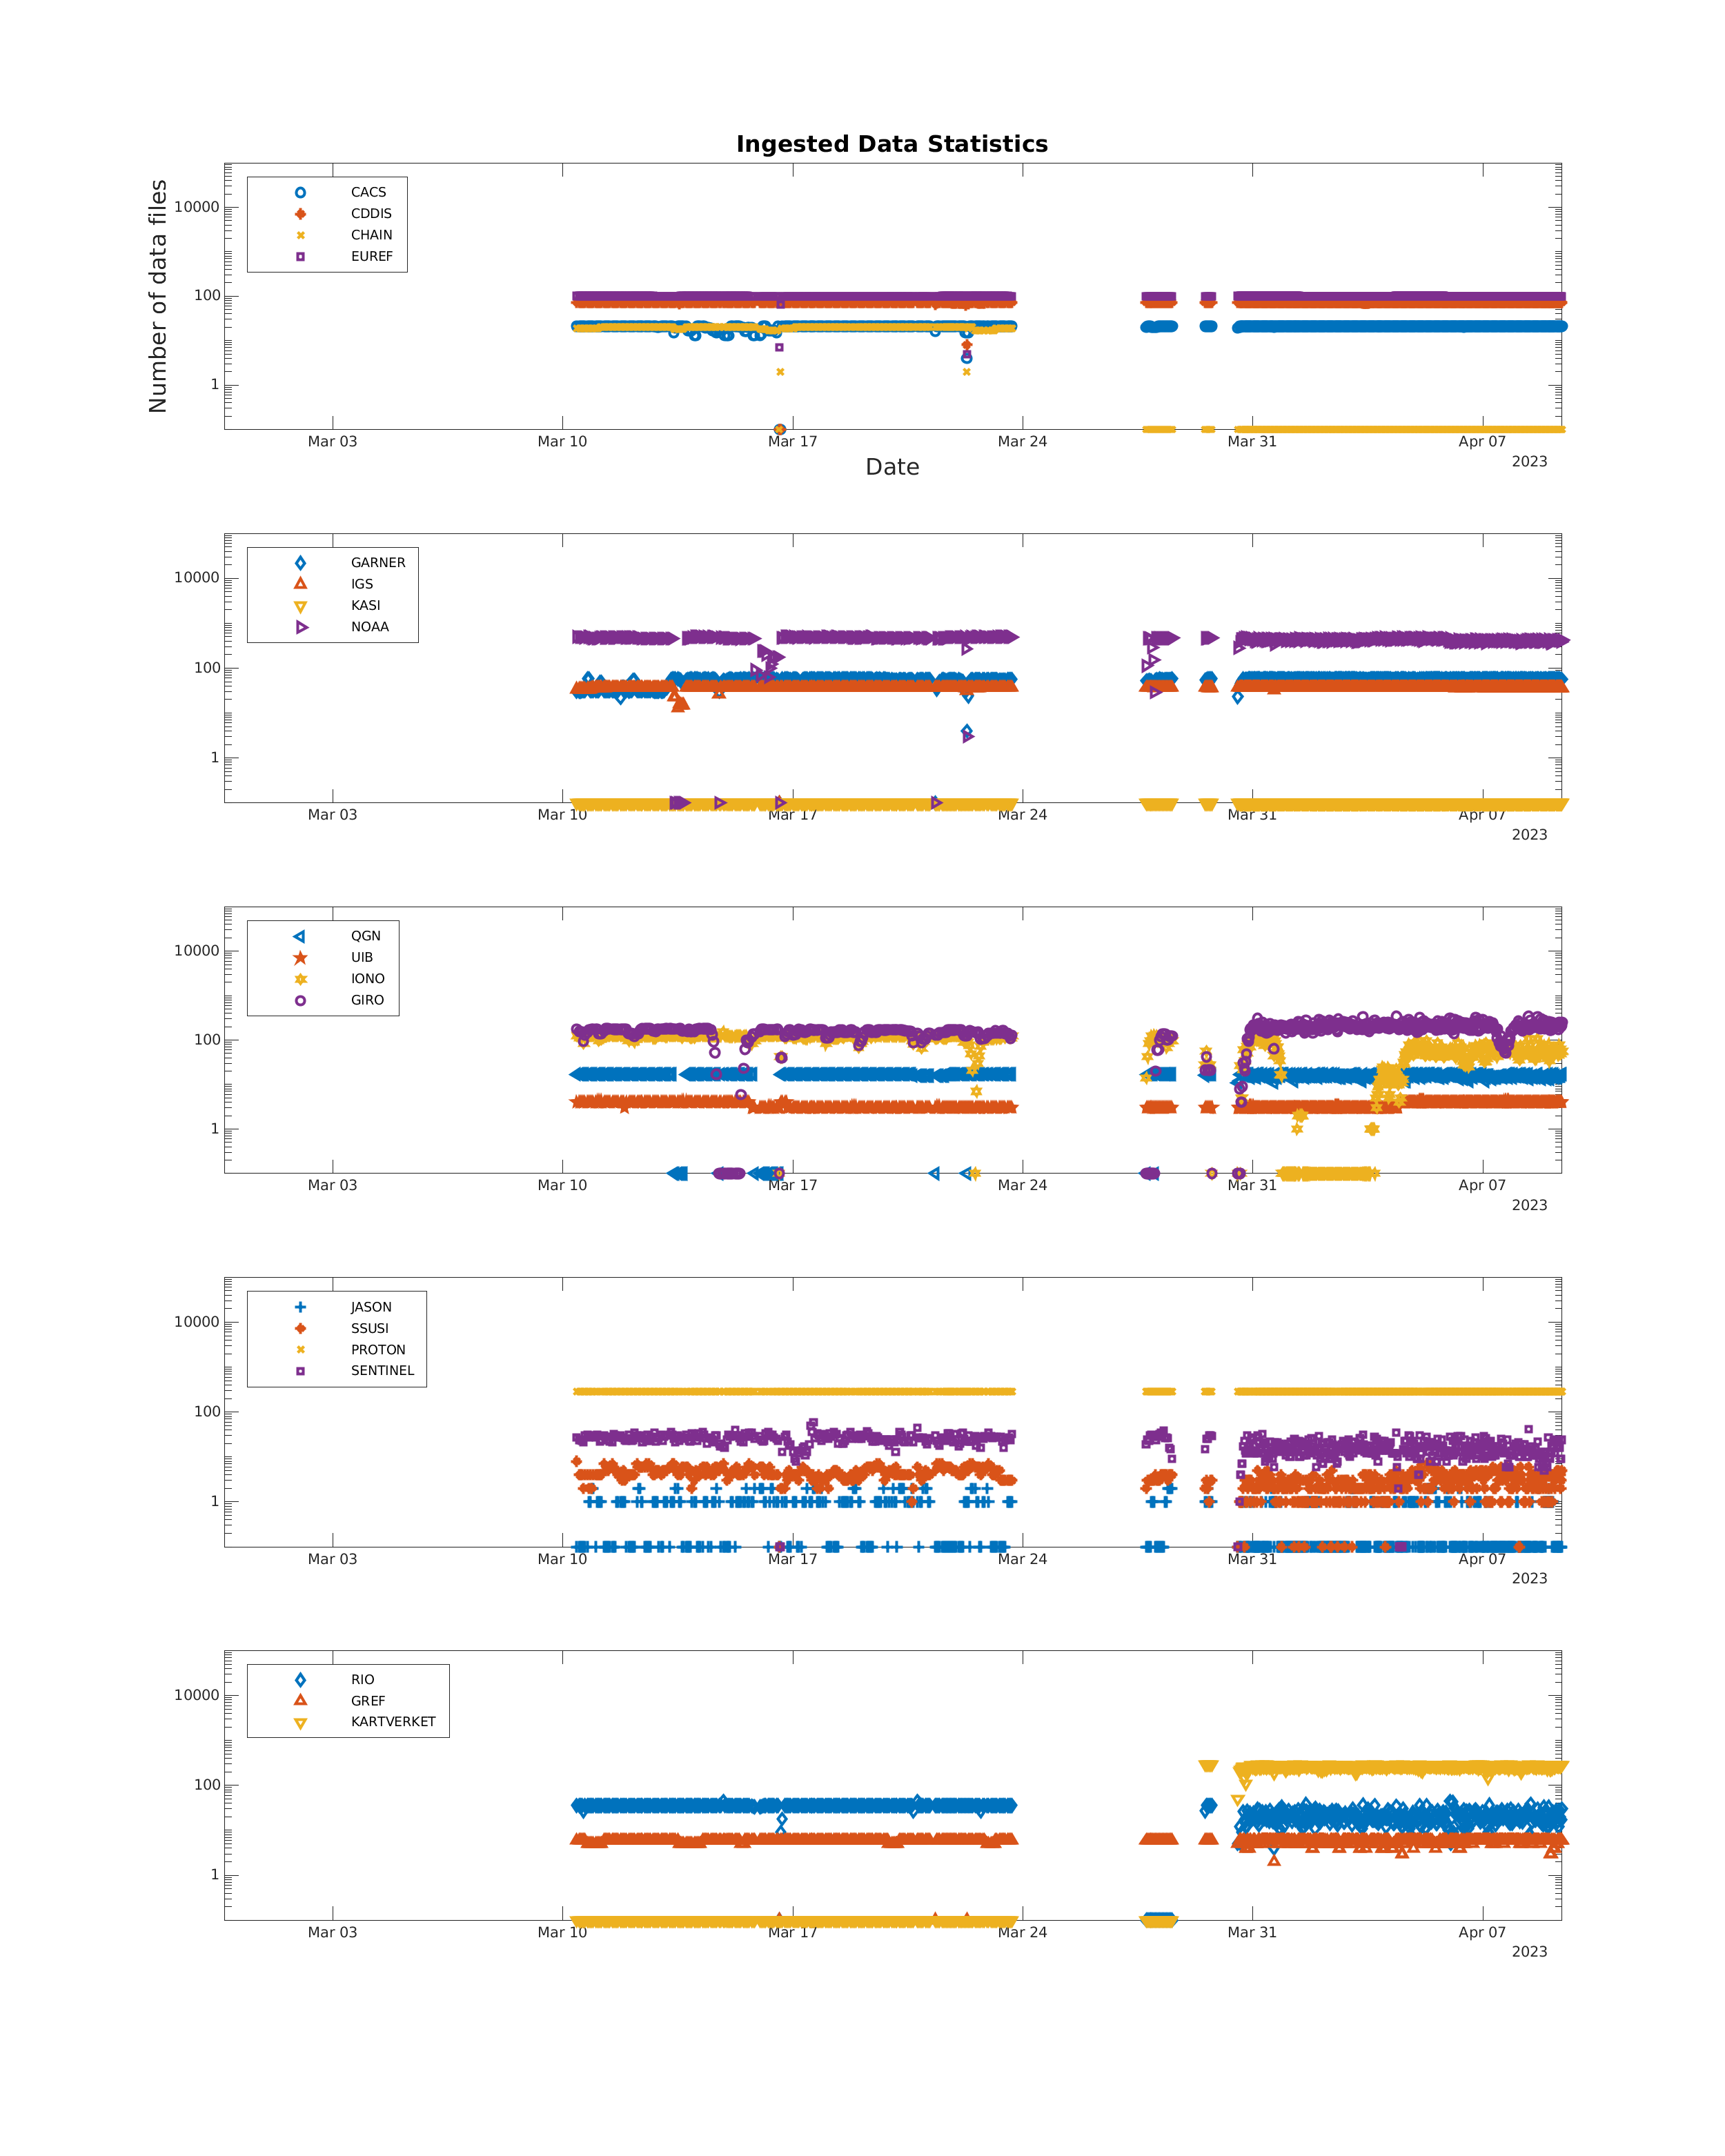 Ingested Data Statistics
Number of data files
CACS
CDDIS
CHAIN
EUREF
10000
100
1
Mar 03 Mar 10 Mar 17 Mar 24 Mar 31 Apr 07
2023
Date
GARNER
IGS
KASI
NOAA
10000
100
1
Mar 03 Mar 10 Mar 17 Mar 24 Mar 31 Apr 07
2023
QGN
UIB
IONO
GIRO
10000
100
1
Mar 03 Mar 10 Mar 17 Mar 24 Mar 31 Apr 07
2023
JASON
SSUSI
PROTON
SENTINEL
10000
100
1
Mar 03 Mar 10 Mar 17 Mar 24 Mar 31 Apr 07
2023
RIO
GREF
KARTVERKET
10000
100
1
Mar 03 Mar 10 Mar 17 Mar 24 Mar 31 Apr 07
2023